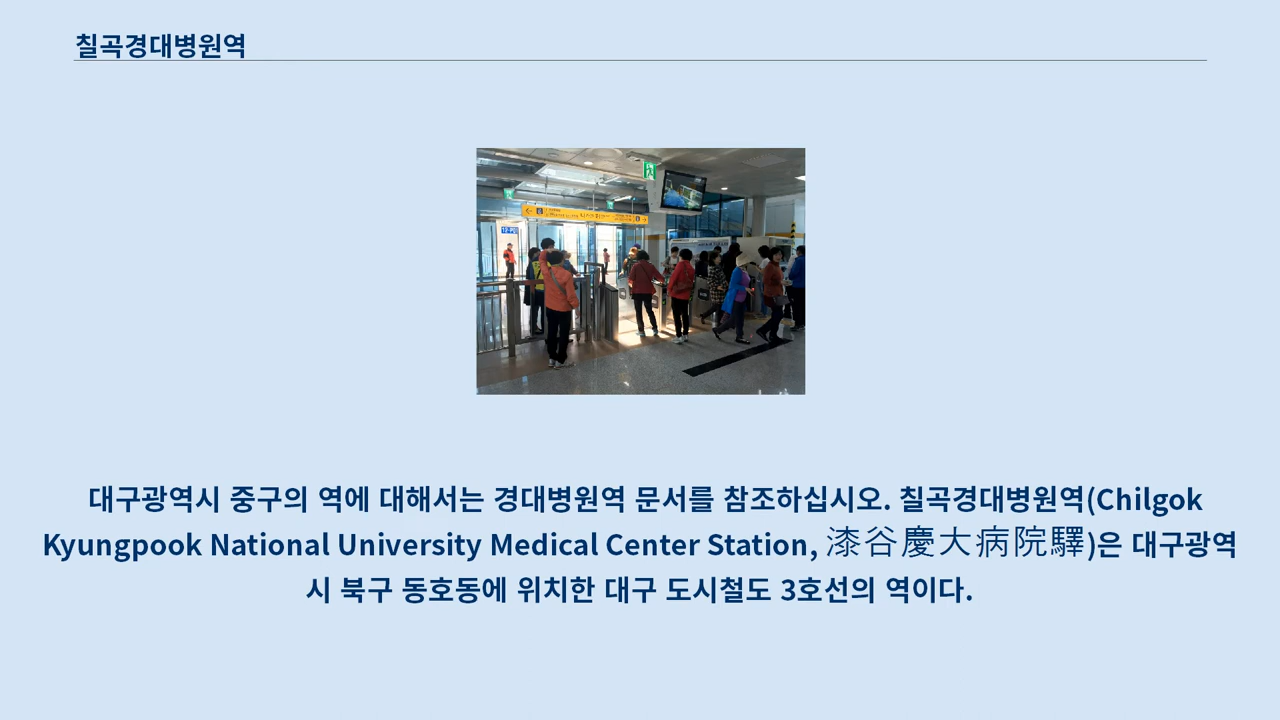 칠곡경대병원역
대구광역시 중구의 역에 대해서는 경대병원역 문서를 참조하십시오. 칠곡경대병원역(Chilgok
Kyungpook National University Medical Center Station, 漆谷慶大病院驛)은 대구광역
시 북구 동호동에 위치한 대구 도시철도 3호선의 역이다.